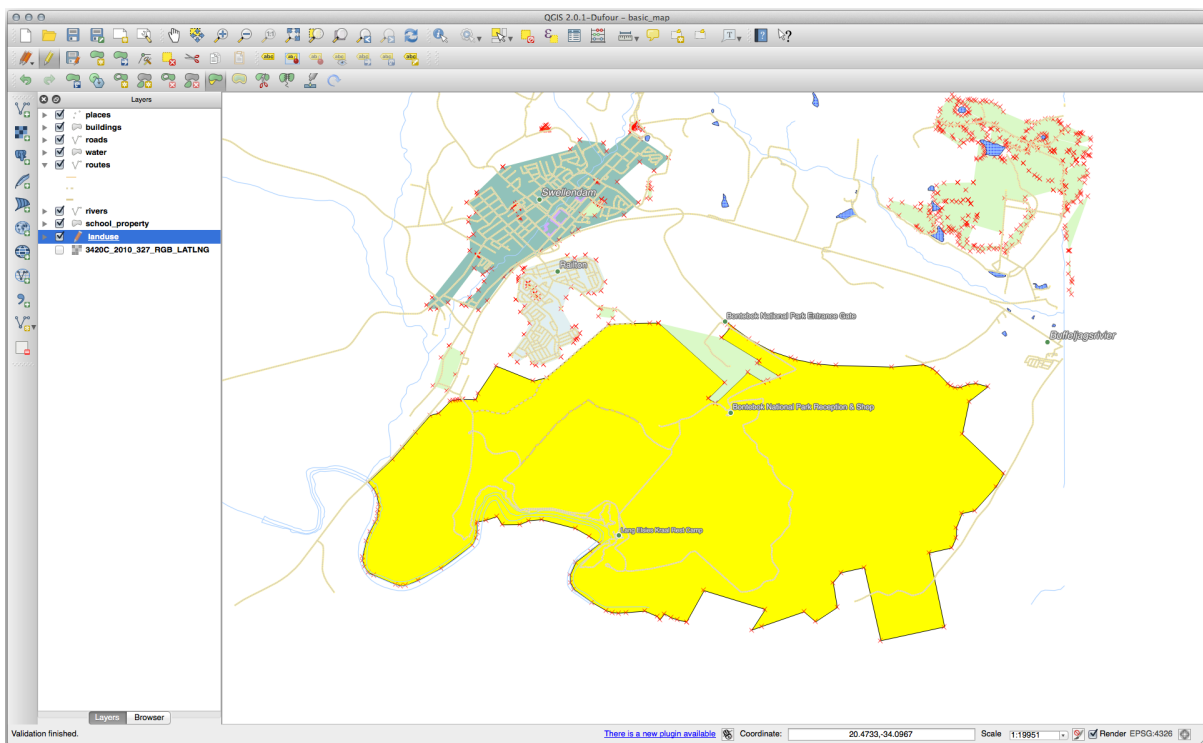 QGIS 2.0.1-Dufour – basic_map
Layers
places
buildings
roads
water
routes
rivers
school_property
landuse
3420C_2010_327_RGB_LATLNG
Swellendam
Railton
Bontebok National Park Entrance Gate
Buffeljagsrivier
Bontebok National Park Reception & Shop
Lang Elsies Kraal Rest Camp
Layers Browser
Validation finished. There is a new plugin available Coordinate: 20.4733,-34.0967 Scale 1:19951 Render EPSG:4326